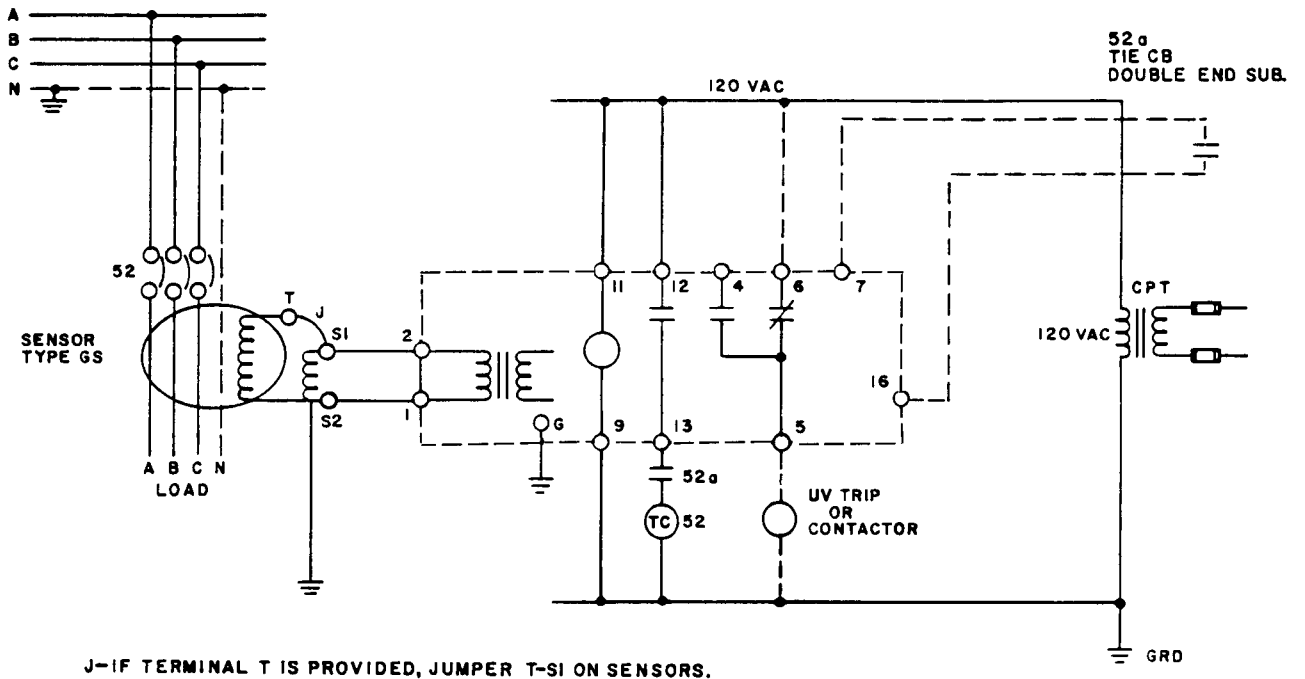 A
B
C
N
52 a
TIE CB
DOUBLE END SUB.
120 VAC
52
T
J
S1
SENSOR
TYPE GS
2
1
S2
11
12
4
6
7
CPT
120 VAC
16
G
9
13
5
A B C N
LOAD
52a
TC
52
UV TRIP
OR
CONTACTOR
GRD
J-IF TERMINAL T IS PROVIDED, JUMPER T-S1 ON SENSORS.